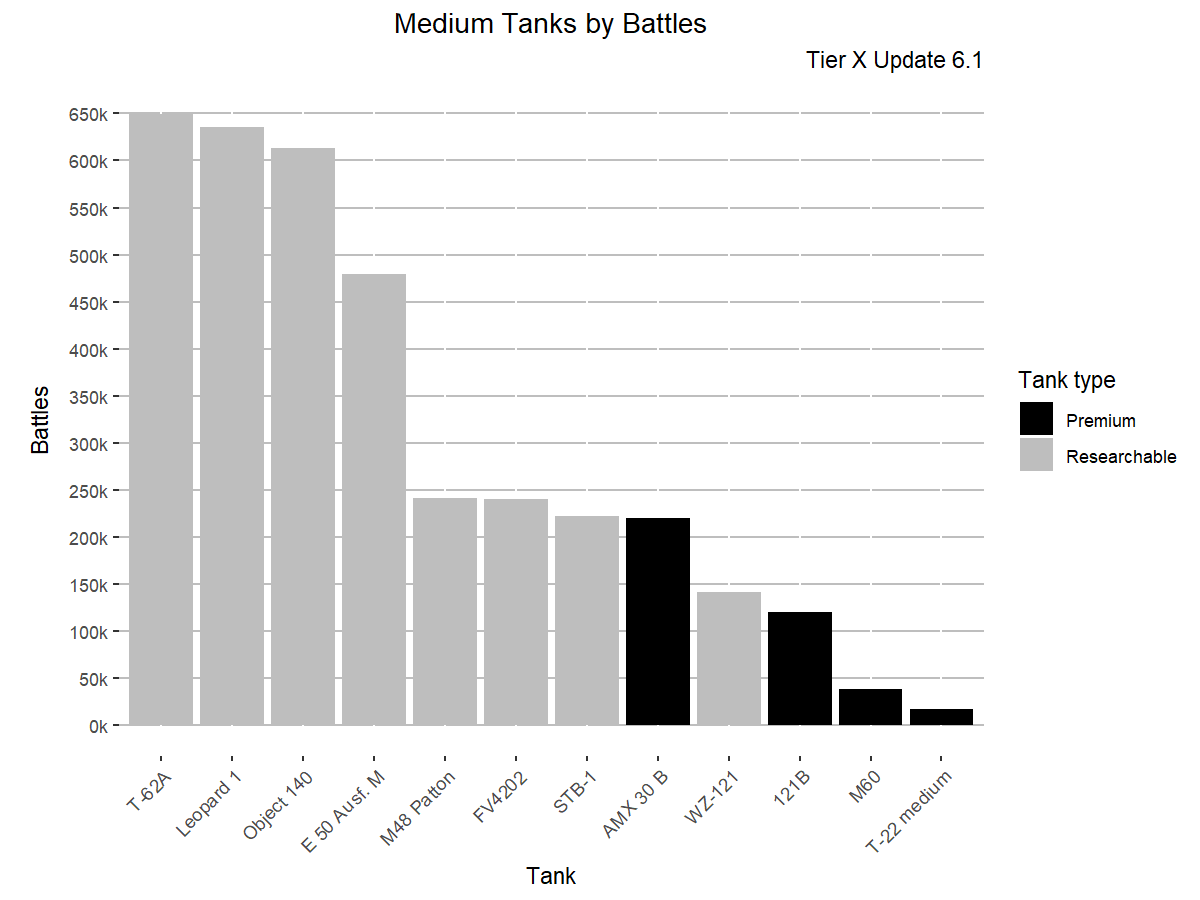 Medium Tanks by Battles
Tier X Update 6.1
650k
600k
550k
500k
450k
400k
350k
300k
250k
200k
150k
100k
50k
0k
Battles
T-62A
Leopard 1
Object 140
E 50 Ausf. M
M48 Patton
FV4202
STB-1
AMX 30 B
WZ-121
121B
M60
T-22 medium
Tank
Tank type
Premium
Researchable